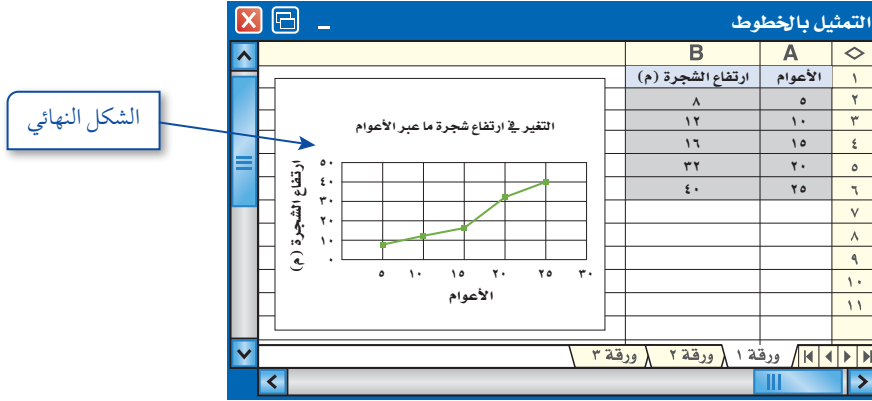 التمثيل بالخطوط
B A
ارتفاع الشجرة (م) الأعوام ١
٨ ٥ ٢
١٢ ١٠ ٣
١٦ ١٥ ٤
٣٢ ٢٠ ٥
٤٠ ٢٥ ٦
٧
٨
٩
١٠
١١
الشكل النهائي
التغير في ارتفاع شجرة ما عبر الأعوام
ارتفاع الشجرة (م)
٥٠
٤٠
٣٠
٢٠
١٠
٠
٥ ١٠ ١٥ ٢٠ ٢٥ ٣٠
الأعوام
ورقة ١ ورقة ٢ ورقة ٣